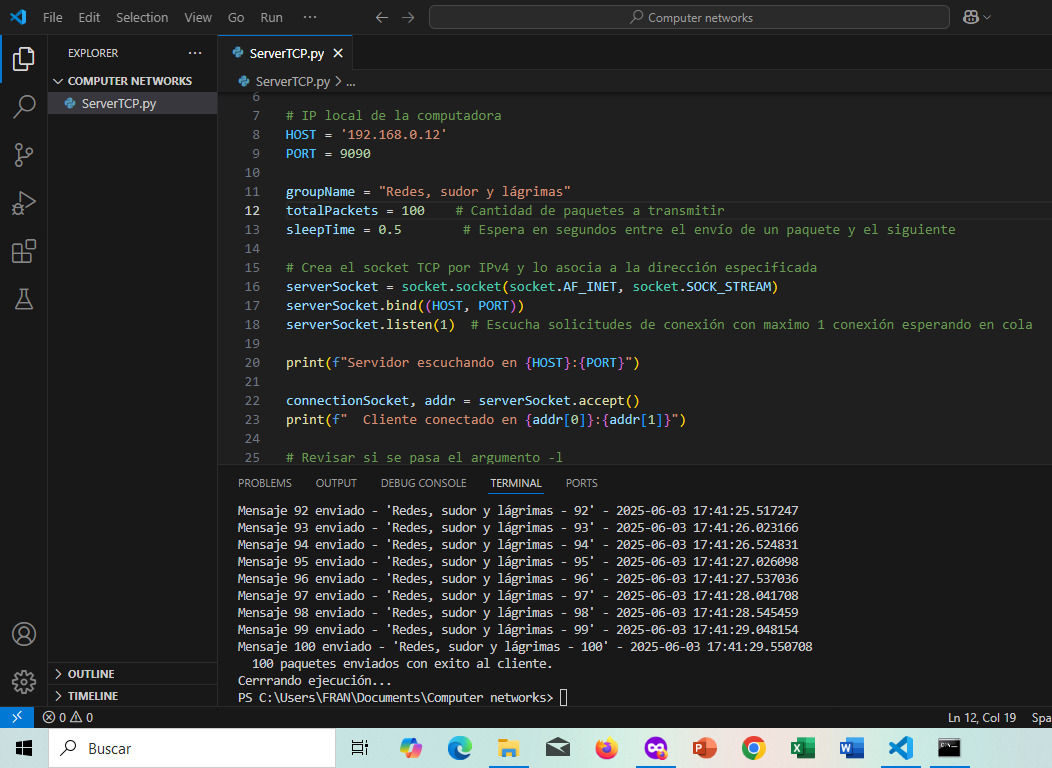 File Edit Selection View Go Run ··· Computer networks
EXPLORER ···
COMPUTER NETWORKS
ServerTCP.py
OUTLINE
TIMELINE
ServerTCP.py
ServerTCP.py > ...
6
7 # IP local de la computadora
8 HOST = '192.168.0.12'
9 PORT = 9090
10
11 groupName = "Redes, sudor y lágrimas"
12 totalPackets = 100    # Cantidad de paquetes a transmitir
13 sleepTime = 0.5        # Espera en segundos entre el envío de un paquete y el siguiente
14
15 # Crea el socket TCP por IPv4 y lo asocia a la dirección especificada
16 serverSocket = socket.socket(socket.AF_INET, socket.SOCK_STREAM)
17 serverSocket.bind((HOST, PORT))
18 serverSocket.listen(1)  # Escucha solicitudes de conexión con maximo 1 conexión esperando en cola
19
20 print(f"Servidor escuchando en {HOST}:{PORT}")
21
22 connectionSocket, addr = serverSocket.accept()
23 print(f"  Cliente conectado en {addr[0]}:{addr[1]}")
24
25 # Revisar si se pasa el argumento -l
PROBLEMS OUTPUT DEBUG CONSOLE TERMINAL PORTS
Mensaje 92 enviado - 'Redes, sudor y lágrimas - 92' - 2025-06-03 17:41:25.517247
Mensaje 93 enviado - 'Redes, sudor y lágrimas - 93' - 2025-06-03 17:41:26.023166
Mensaje 94 enviado - 'Redes, sudor y lágrimas - 94' - 2025-06-03 17:41:26.524831
Mensaje 95 enviado - 'Redes, sudor y lágrimas - 95' - 2025-06-03 17:41:27.026098
Mensaje 96 enviado - 'Redes, sudor y lágrimas - 96' - 2025-06-03 17:41:27.537036
Mensaje 97 enviado - 'Redes, sudor y lágrimas - 97' - 2025-06-03 17:41:28.041708
Mensaje 98 enviado - 'Redes, sudor y lágrimas - 98' - 2025-06-03 17:41:28.545459
Mensaje 99 enviado - 'Redes, sudor y lágrimas - 99' - 2025-06-03 17:41:29.048154
Mensaje 100 enviado - 'Redes, sudor y lágrimas - 100' - 2025-06-03 17:41:29.550708
  100 paquetes enviados con exito al cliente.
Cerrrando ejecución...
PS C:\Users\FRAN\Documents\Computer networks>
0 0 Ln 12, Col 19 Spa
Buscar